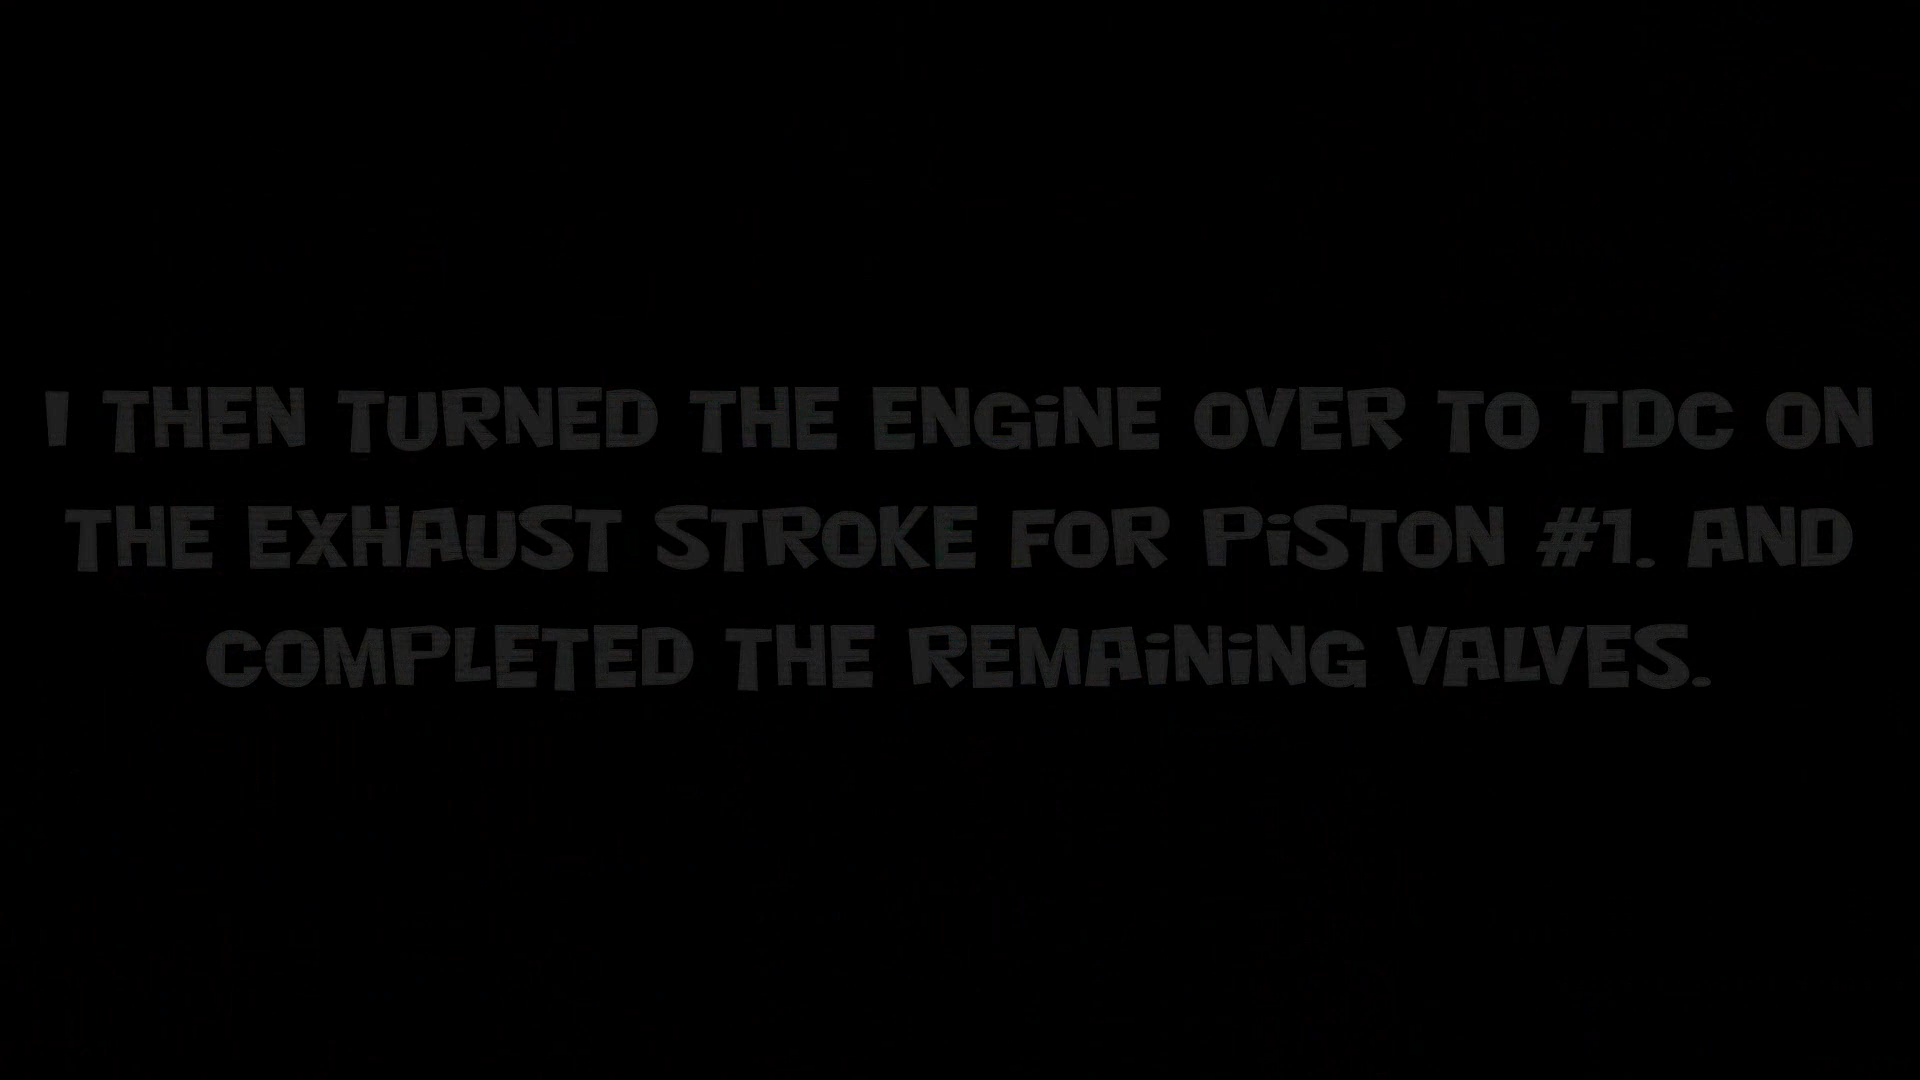 I THEN TURNED THE ENGiNE OVER TO TDC ON
THE EXHAUST STROKE FOR PiSTON #1. AND
COMPLETED THE REMAiNiNG VALVES.